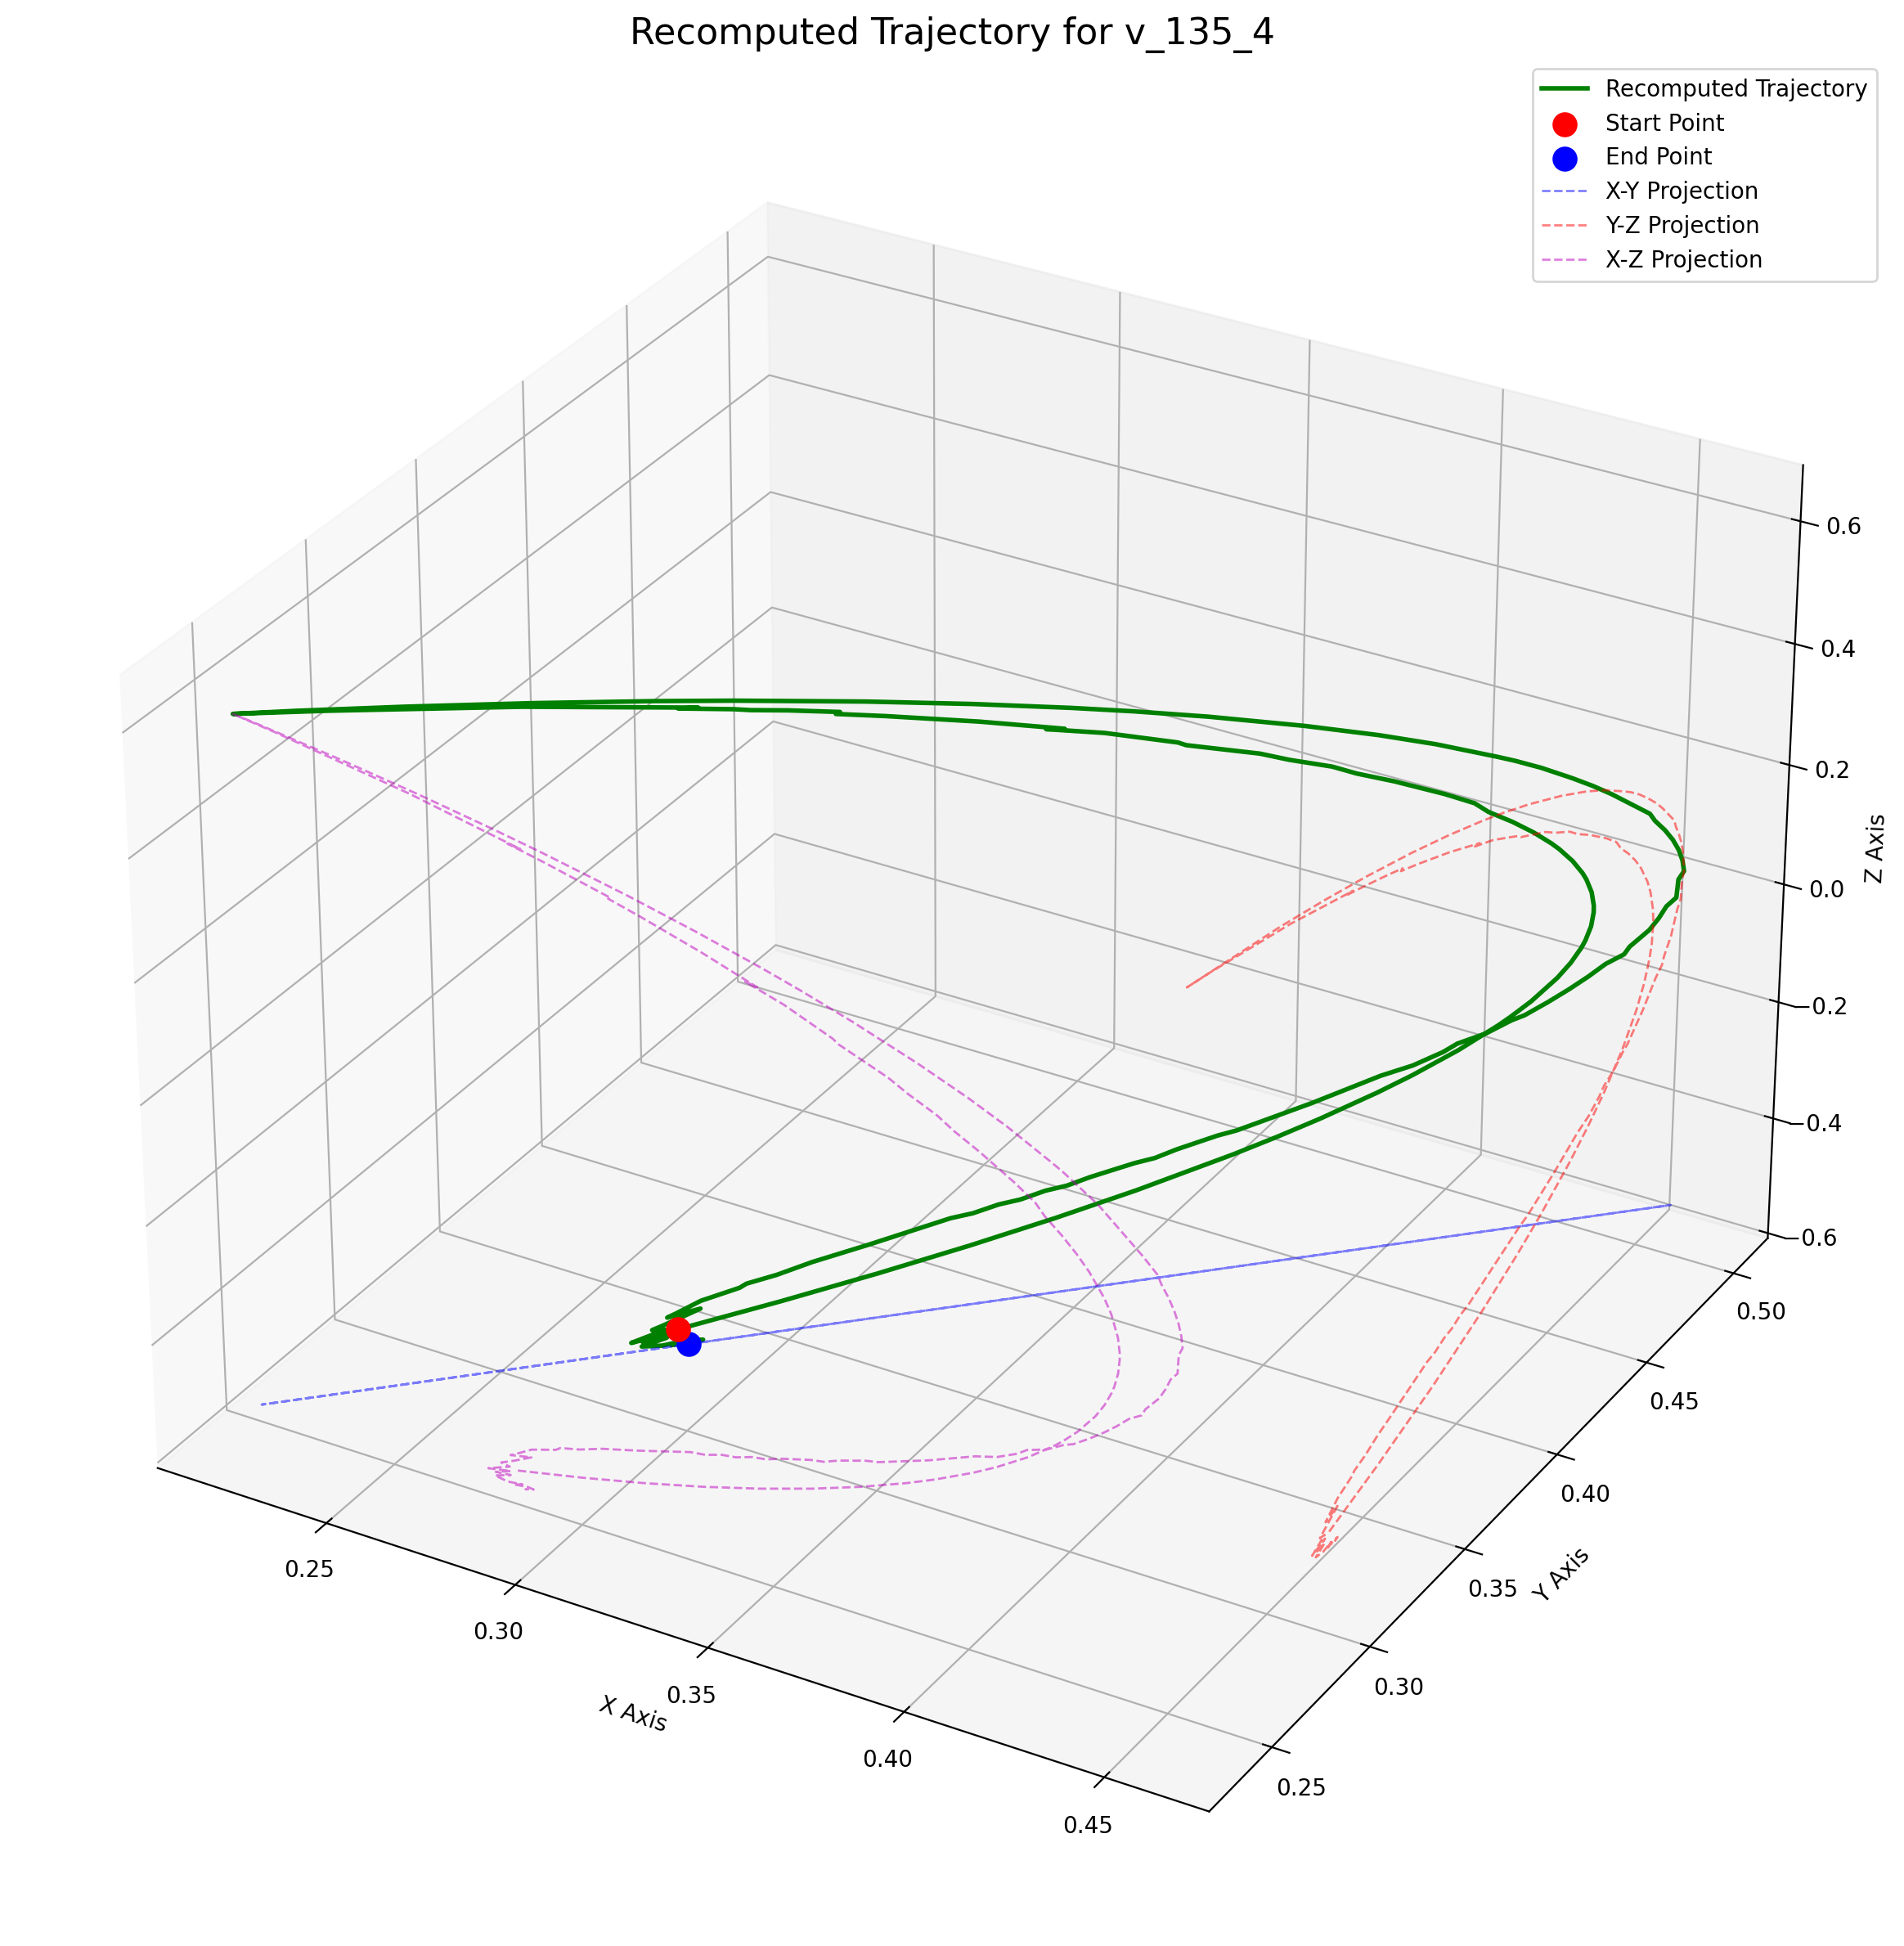 Recomputed Trajectory for v_135_4
Recomputed Trajectory
Start Point
End Point
X-Y Projection
Y-Z Projection
X-Z Projection
0.6
0.4
0.2
0.0
−0.2
−0.4
−0.6
Z Axis
0.50
0.45
0.40
0.35
0.30
0.25
Y Axis
0.25
0.30
0.35
0.40
0.45
X Axis